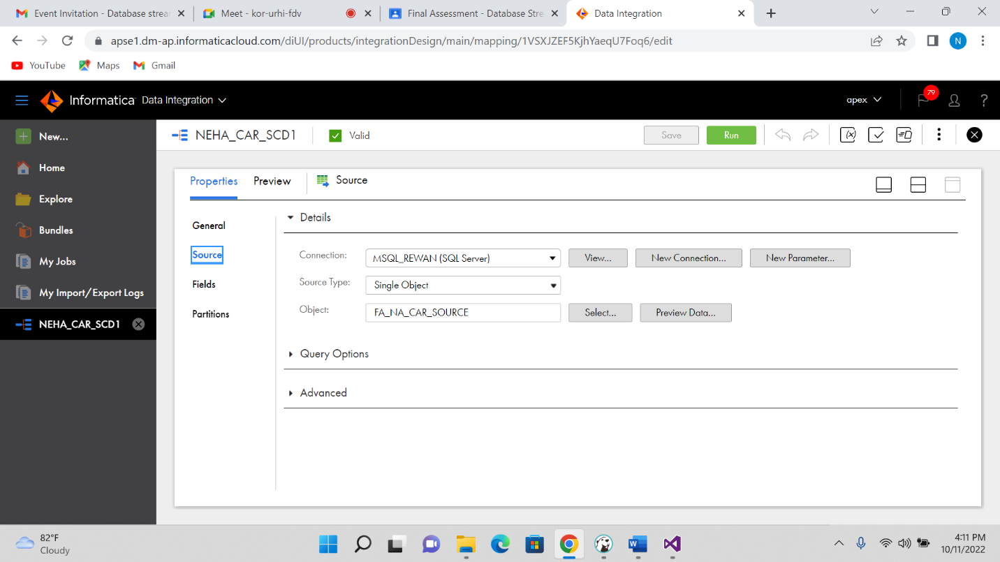 Event Invitation - Database strear
Meet - kor-urhi-fdv
Final Assessment - Database Stre
Data Integration
apse1.dm-ap.informaticacloud.com/diUI/products/integrationDesign/main/mapping/1VSXJZEF5KjhYaeqU7Foq6/edit
N
YouTube
Maps
Gmail
Informatica Data Integration
apex
79
?
New...
Home
Explore
Bundles
My Jobs
My Import/Export Logs
NEHA_CAR_SCD1
NEHA_CAR_SCD1
Valid
Save
Run
Properties
Preview
Source
General
Source
Fields
Partitions
Details
Connection: MSQL_REWAN (SQL Server) View... New Connection... New Parameter...
Source Type: Single Object
Object: FA_NA_CAR_SOURCE Select... Preview Data...
Query Options
Advanced
82°F
Cloudy
4:11 PM
10/11/2022